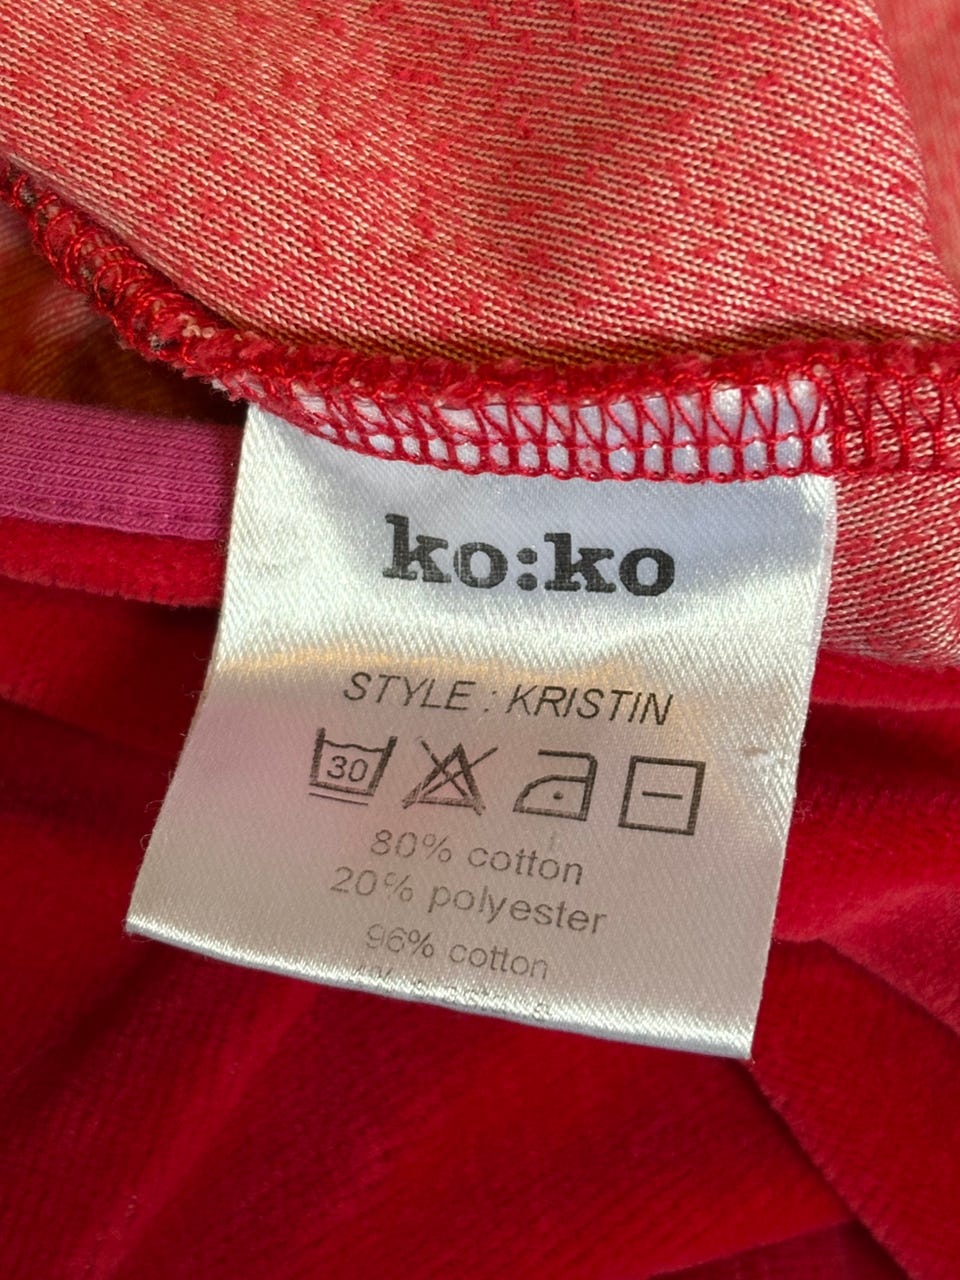 ko:ko
STYLE : KRISTIN
30
80% cotton
20% polyester
96% cotton